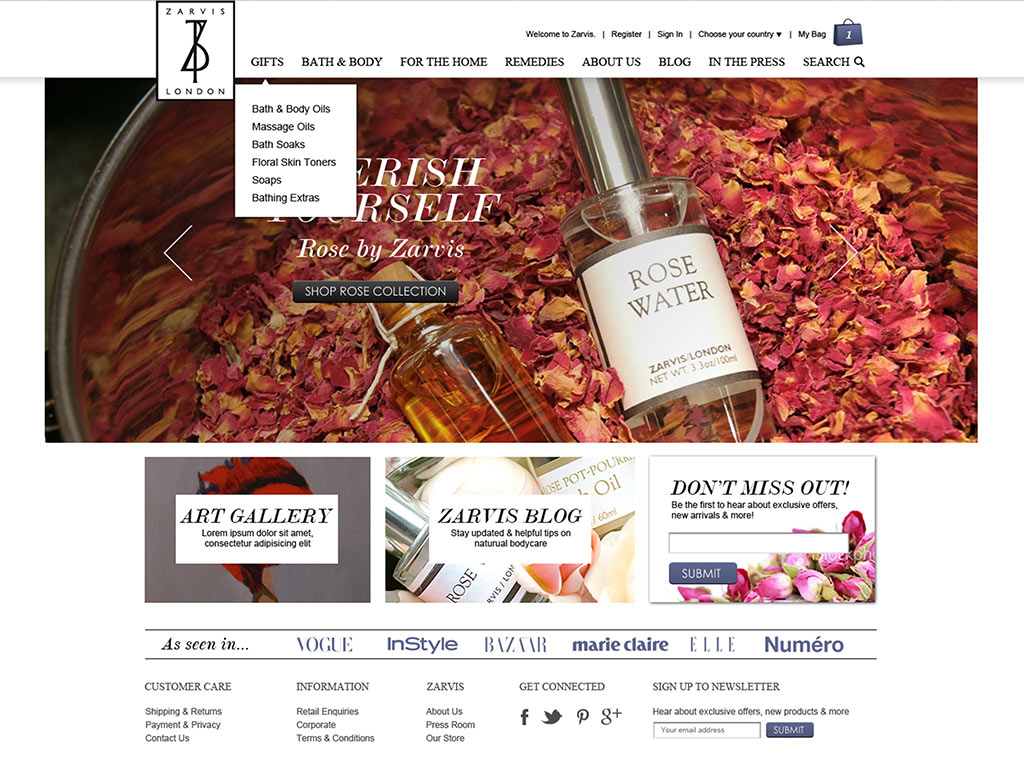 ZARVIS
LONDON
Welcome to Zarvis. | Register | Sign In | Choose your country ▼ | My Bag 1
GIFTS BATH & BODY FOR THE HOME REMEDIES ABOUT US BLOG IN THE PRESS SEARCH
Bath & Body Oils
Massage Oils
Bath Soaks
Floral Skin Toners
Soaps
Bathing Extras
Rose by Zarvis
SHOP ROSE COLLECTION
ROSE
WATER
ZARVIS/LONDON
NET WT. 3.3oz/100ml
ART GALLERY
Lorem ipsum dolor sit amet,
consectetur adipisicing elit
ROSE POT-POURRI
Oil
60ml
ZARVIS BLOG
Stay updated & helpful tips on
naturual bodycare
ROSE
DON'T MISS OUT!
Be the first to hear about exclusive offers,
new arrivals & more!
SUBMIT
As seen in... VOGUE InStyle BAZAAR marie claire ELLE Numéro
CUSTOMER CARE
Shipping & Returns
Payment & Privacy
Contact Us
INFORMATION
Retail Enquiries
Corporate
Terms & Conditions
ZARVIS
About Us
Press Room
Our Store
GET CONNECTED
SIGN UP TO NEWSLETTER
Hear about exclusive offers, new products & more
Your email address SUBMIT